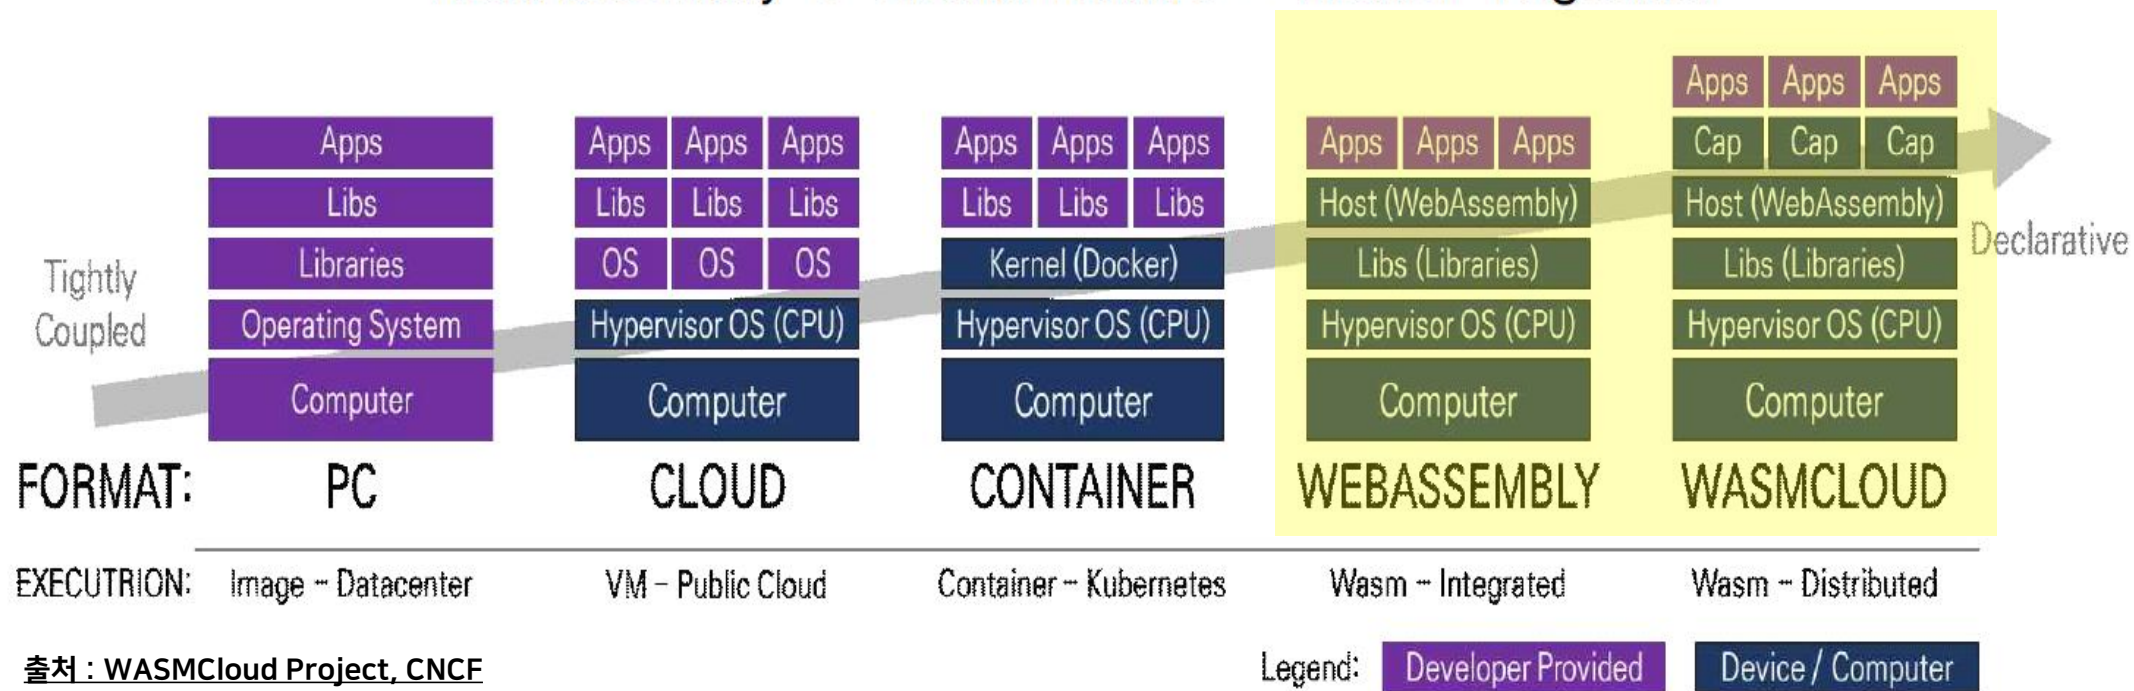 Apps Apps Apps
Apps Apps Apps Apps Apps Apps Apps Apps Apps Apps Cap Cap Cap
Libs Libs Libs Libs Libs Libs Libs Host (WebAssembly) Host (WebAssembly)
Tightly Coupled
Libraries OS OS OS Kernel (Docker) Libs (Libraries) Libs (Libraries) Declarative
Operating System Hypervisor OS (CPU) Hypervisor OS (CPU) Hypervisor OS (CPU) Hypervisor OS (CPU)
Computer Computer Computer Computer Computer
FORMAT: PC CLOUD CONTAINER WEBASSEMBLY WASMCLOUD
EXECUTRION: Image - Datacenter VM - Public Cloud Container - Kubernetes Wasm - Integrated Wasm - Distributed
출처 : WASMCloud Project, CNCF
Legend: Developer Provided Device / Computer